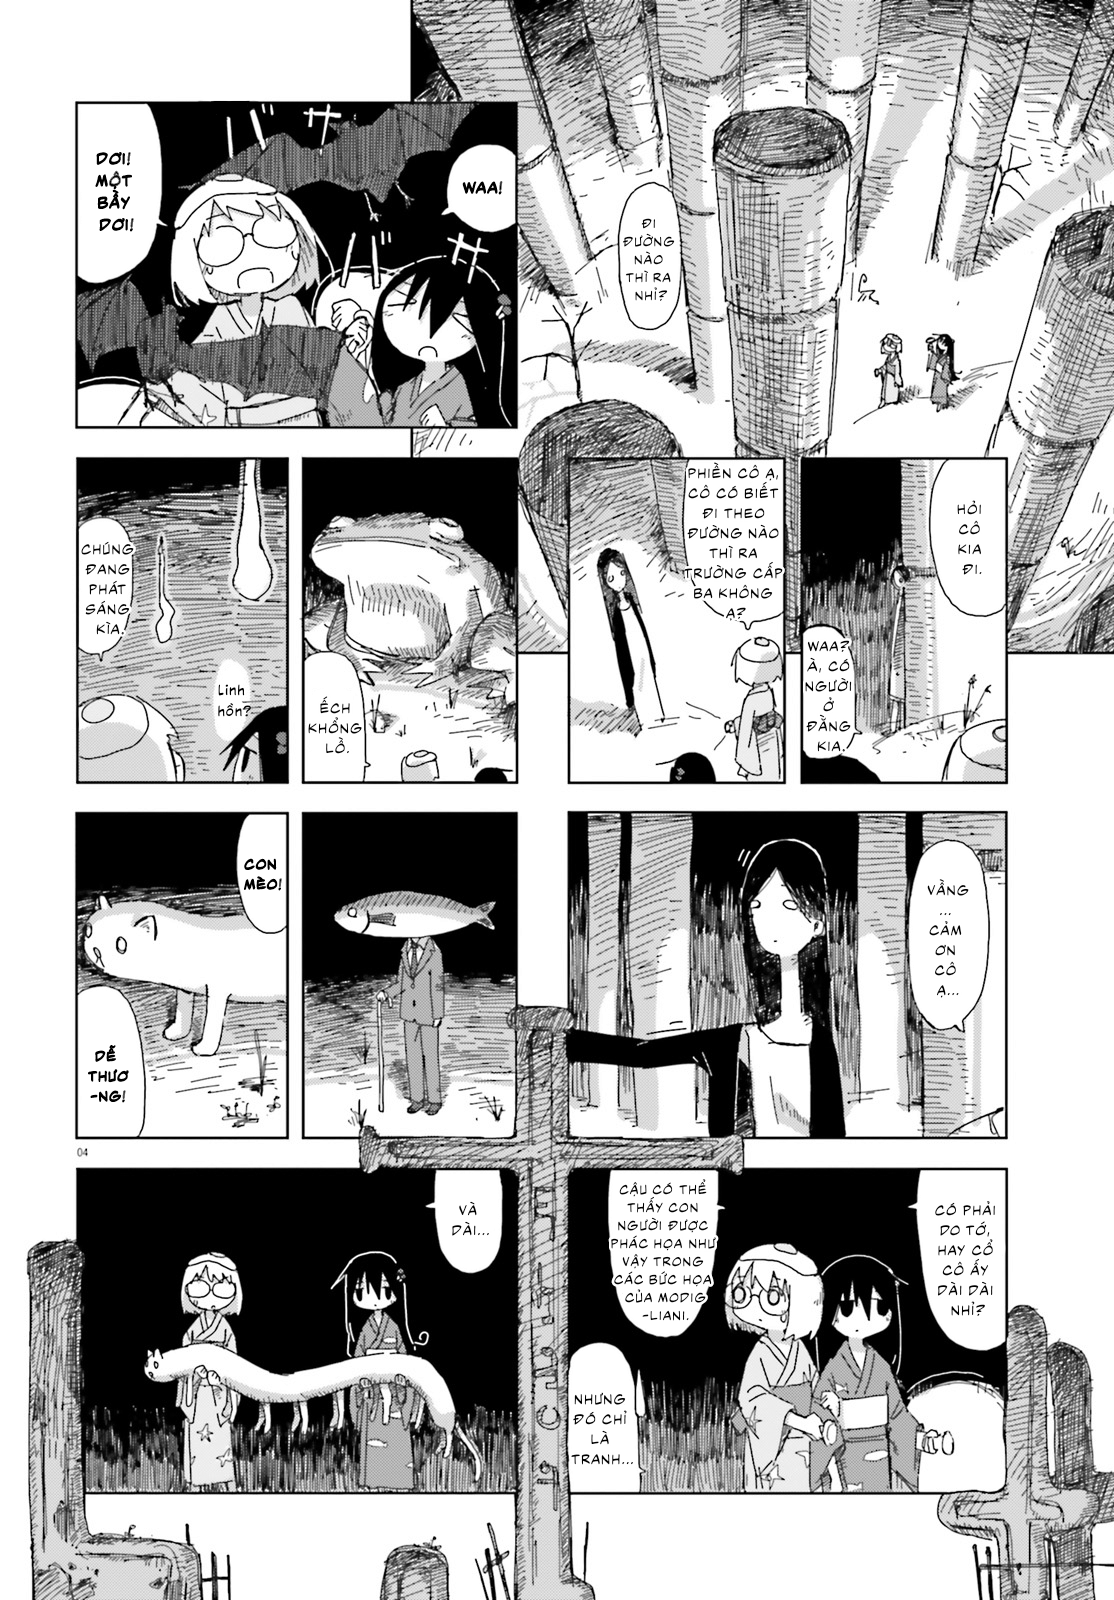 ĐI
ĐƯỜNG
NÀO
THÌ RA
NHỈ?
HỎI
CÔ
KIA
ĐI.
WAA?
À, CÓ
NGƯỜI
Ở
ĐẰNG
KIA.
PHIỀN CÔ Ạ,
CÔ CÓ BIẾT
ĐI THEO
ĐƯỜNG NÀO
THÌ RA
TRƯỜNG CẤP
BA KHÔNG
Ạ?
VẦNG
...
CẢM
ƠN
CÔ
Ạ...
CÓ PHẢI
DO TỚ,
HAY CỔ
CÔ ẤY
DÀI DÀI
NHỈ?
CẬU CÓ THỂ
THẤY CON
NGƯỜI ĐƯỢC
PHÁC HỌA NHƯ
VẬY TRONG
CÁC BỨC HỌA
CỦA MODIG
-LIANI.
NHƯNG
ĐÓ CHỈ
LÀ
TRANH...
WAA!
DƠI!
MỘT
BẦY
DƠI!
ẾCH
KHỔNG
LỒ.
CHÚNG
ĐANG
PHÁT
SÁNG
KÌA.
Linh
hồn?
CON
MÈO!
DỄ
THƯƠ
-NG!
04
VÀ
DÀI...